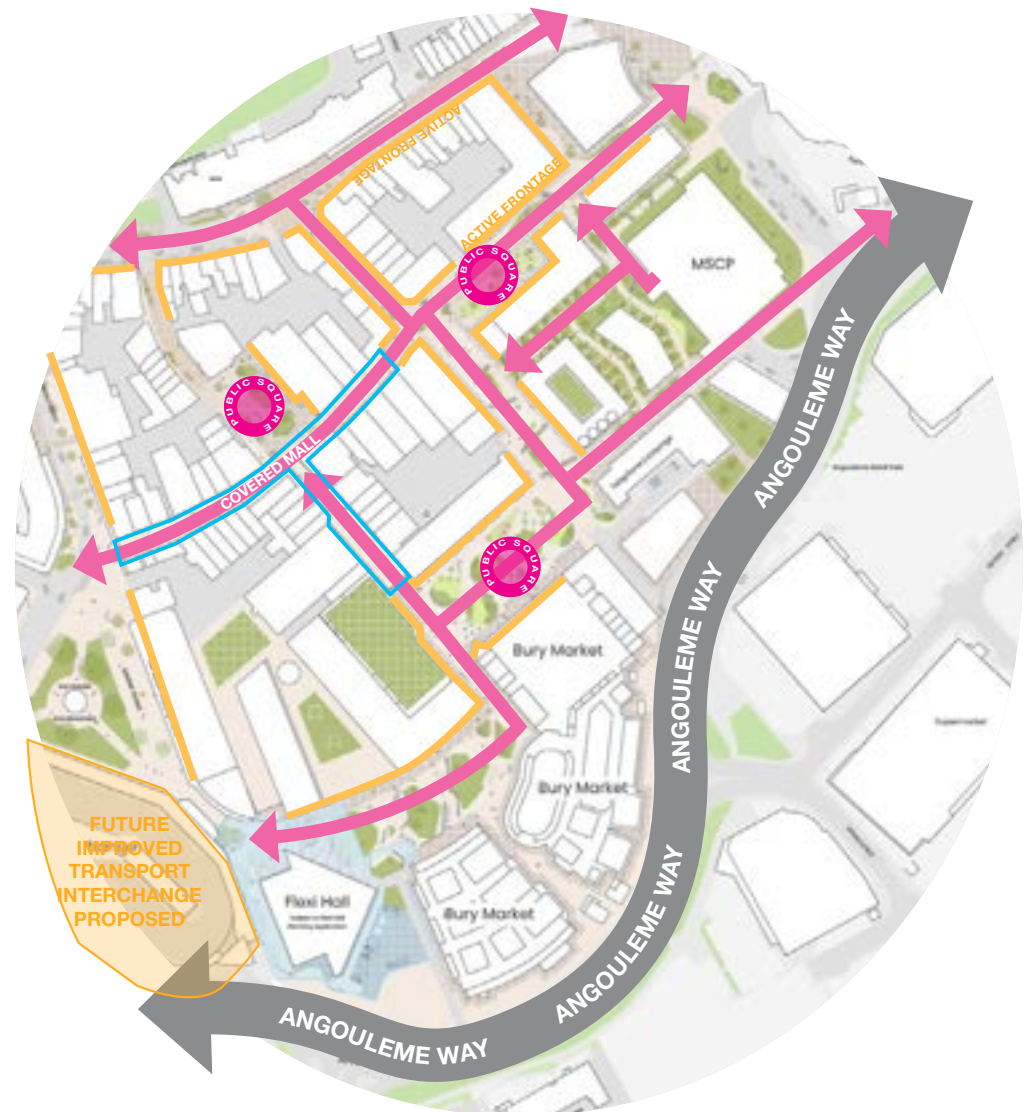 ACTIVE FRONTAGE
ACTIVE FRONTAGE
PUBLIC SQUARE
MSCP
ANGOULEME WAY
PUBLIC SQUARE
COVERED MALL
PUBLIC SQUARE
ANGOULEME WAY
Bury Market
ANGOULEME WAY
Supermarket
Bury Market
FUTURE
IMPROVED
TRANSPORT
INTERCHANGE
PROPOSED
Flexi Hall
Bury Market
ANGOULEME WAY
ANGOULEME WAY